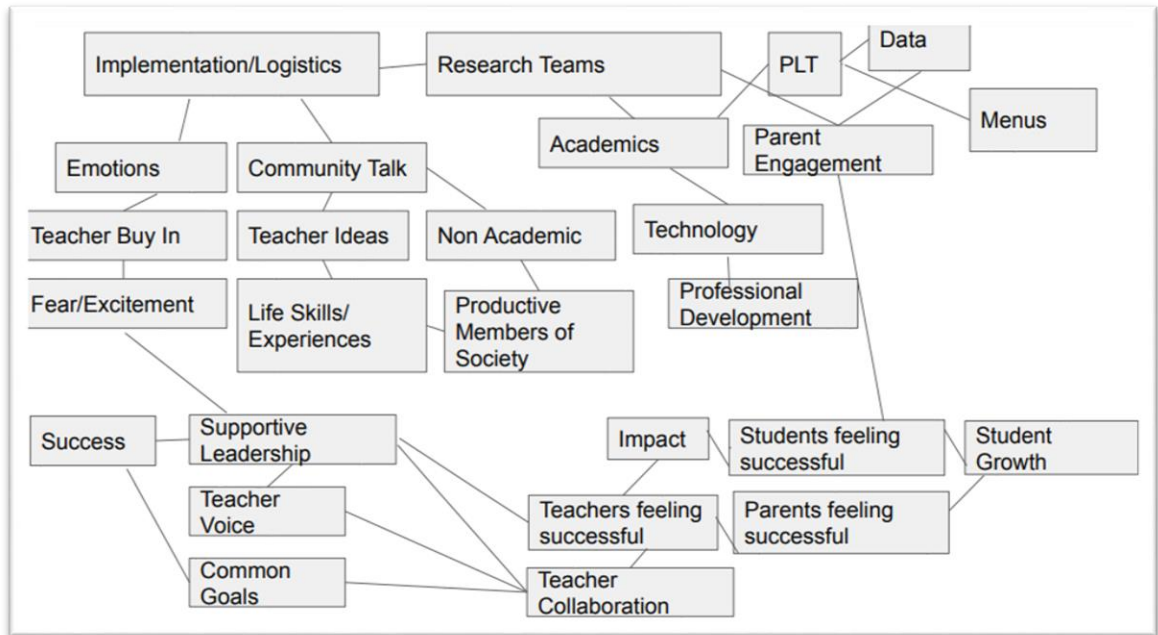 Implementation/Logistics
Research Teams
PLT
Data
Menus
Academics
Parent
Engagement
Emotions
Community Talk
Teacher Buy In
Teacher Ideas
Non Academic
Technology
Fear/Excitement
Life Skills/
Experiences
Productive
Members of
Society
Professional
Development
Success
Supportive
Leadership
Impact
Students feeling
successful
Student
Growth
Teacher
Voice
Teachers feeling
successful
Parents feeling
successful
Common
Goals
Teacher
Collaboration